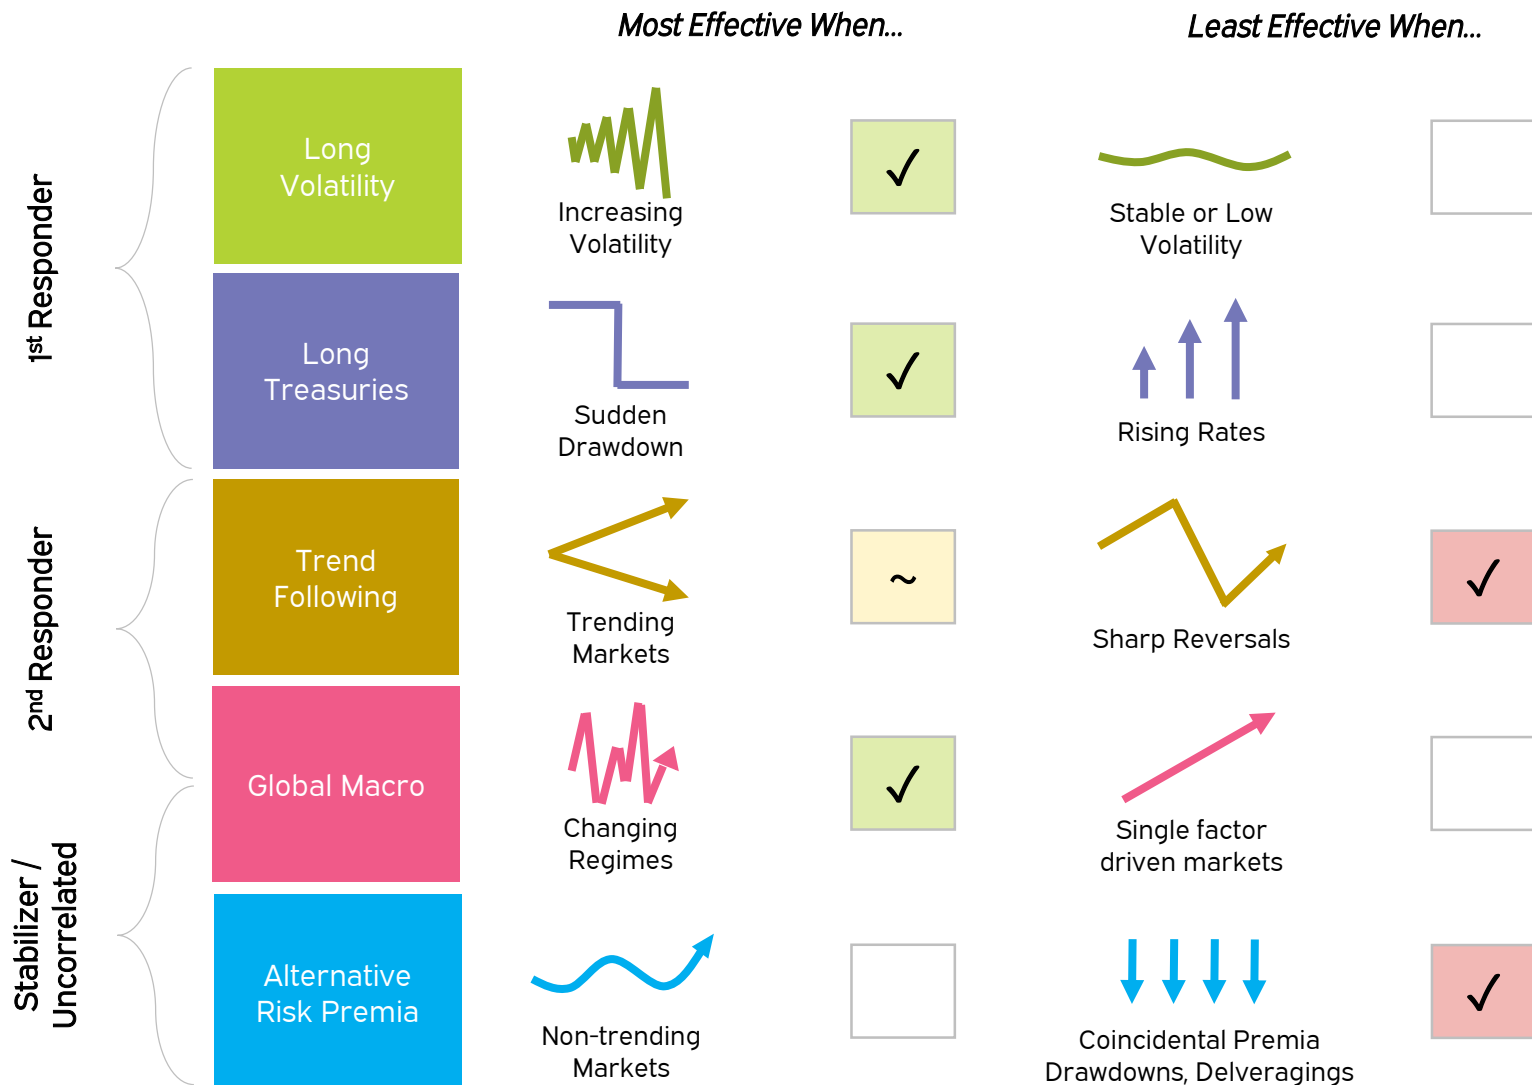 Most Effective When...
Least Effective When...
1st Responder
Long
Volatility
Increasing
Volatility
✓
Stable or Low
Volatility
Long
Treasuries
Sudden
Drawdown
✓
Rising Rates
2nd Responder
Trend
Following
Trending
Markets
~
Sharp Reversals
✓
Global Macro
Changing
Regimes
✓
Single factor
driven markets
Stabilizer /
Uncorrelated
Alternative
Risk Premia
Non-trending
Markets
Coincidental Premia
Drawdowns, Delveragings
✓